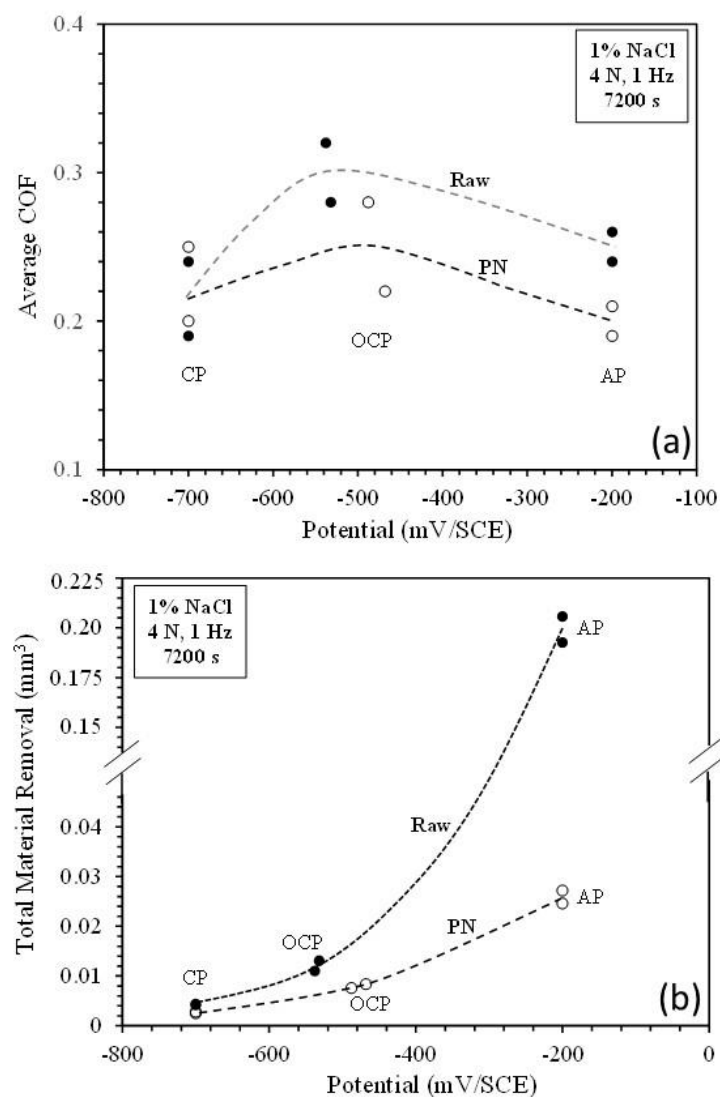 0.4
0.3
0.2
0.1
Average COF
1% NaCl
4 N, 1 Hz
7200 s
Raw
PN
CP
OCP
AP
(a)
-800 -700 -600 -500 -400 -300 -200 -100
Potential (mV/SCE)
0.225
0.20
0.175
0.15
0.04
0.03
0.02
0.01
0
Total Material Removal (mm³)
1% NaCl
4 N, 1 Hz
7200 s
AP
Raw
OCP
PN
AP
CP
OCP
(b)
-800 -600 -400 -200 0
Potential (mV/SCE)